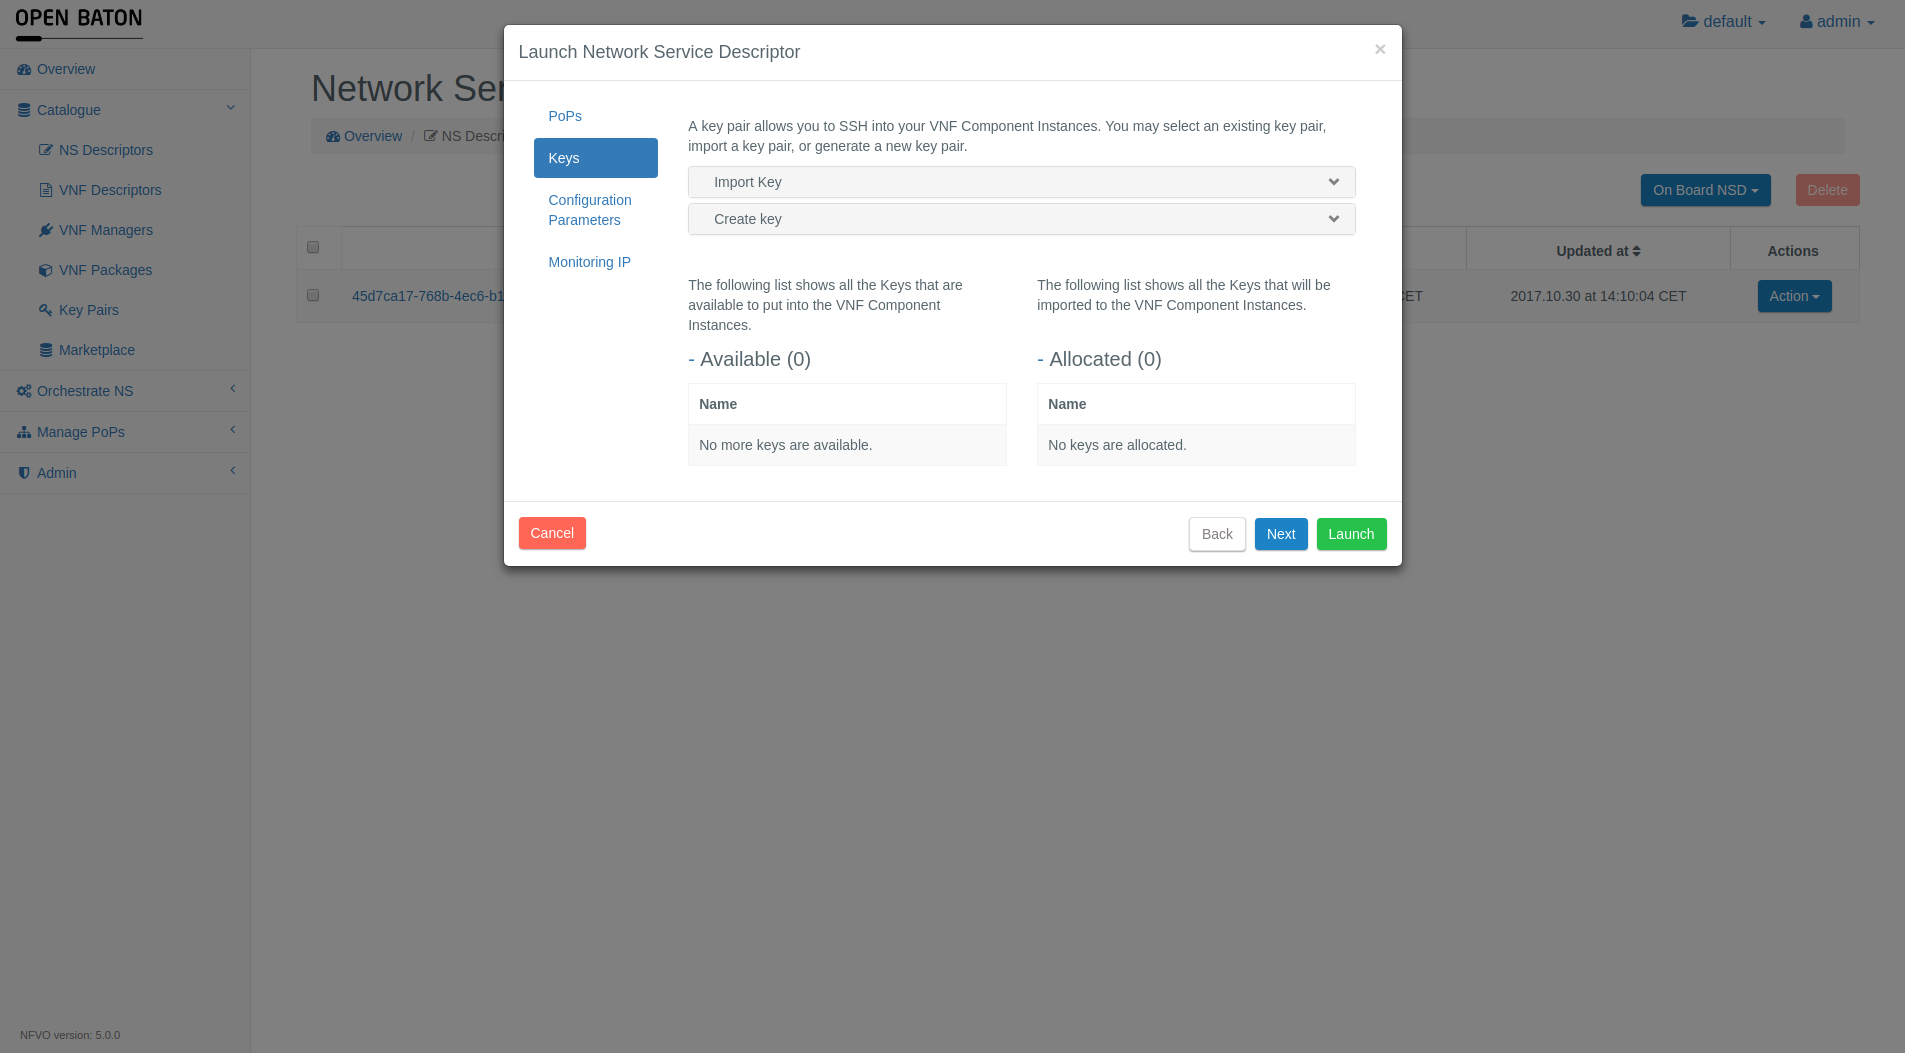 OPEN BATON
default
admin
Overview
Catalogue
NS Descriptors
VNF Descriptors
VNF Managers
VNF Packages
Key Pairs
Marketplace
Orchestrate NS
Manage PoPs
Admin
NFVO version: 5.0.0
Network Ser
Overview / NS Descri
On Board NSD
Delete
Updated at
Actions
45d7ca17-768b-4ec6-b1
CET
2017.10.30 at 14:10:04 CET
Action
Launch Network Service Descriptor
×
PoPs
Keys
Configuration
Parameters
Monitoring IP
A key pair allows you to SSH into your VNF Component Instances. You may select an existing key pair,
import a key pair, or generate a new key pair.
Import Key
Create key
The following list shows all the Keys that are
available to put into the VNF Component
Instances.
- Available (0)
Name
No more keys are available.
The following list shows all the Keys that will be
imported to the VNF Component Instances.
- Allocated (0)
Name
No keys are allocated.
Cancel
Back
Next
Launch